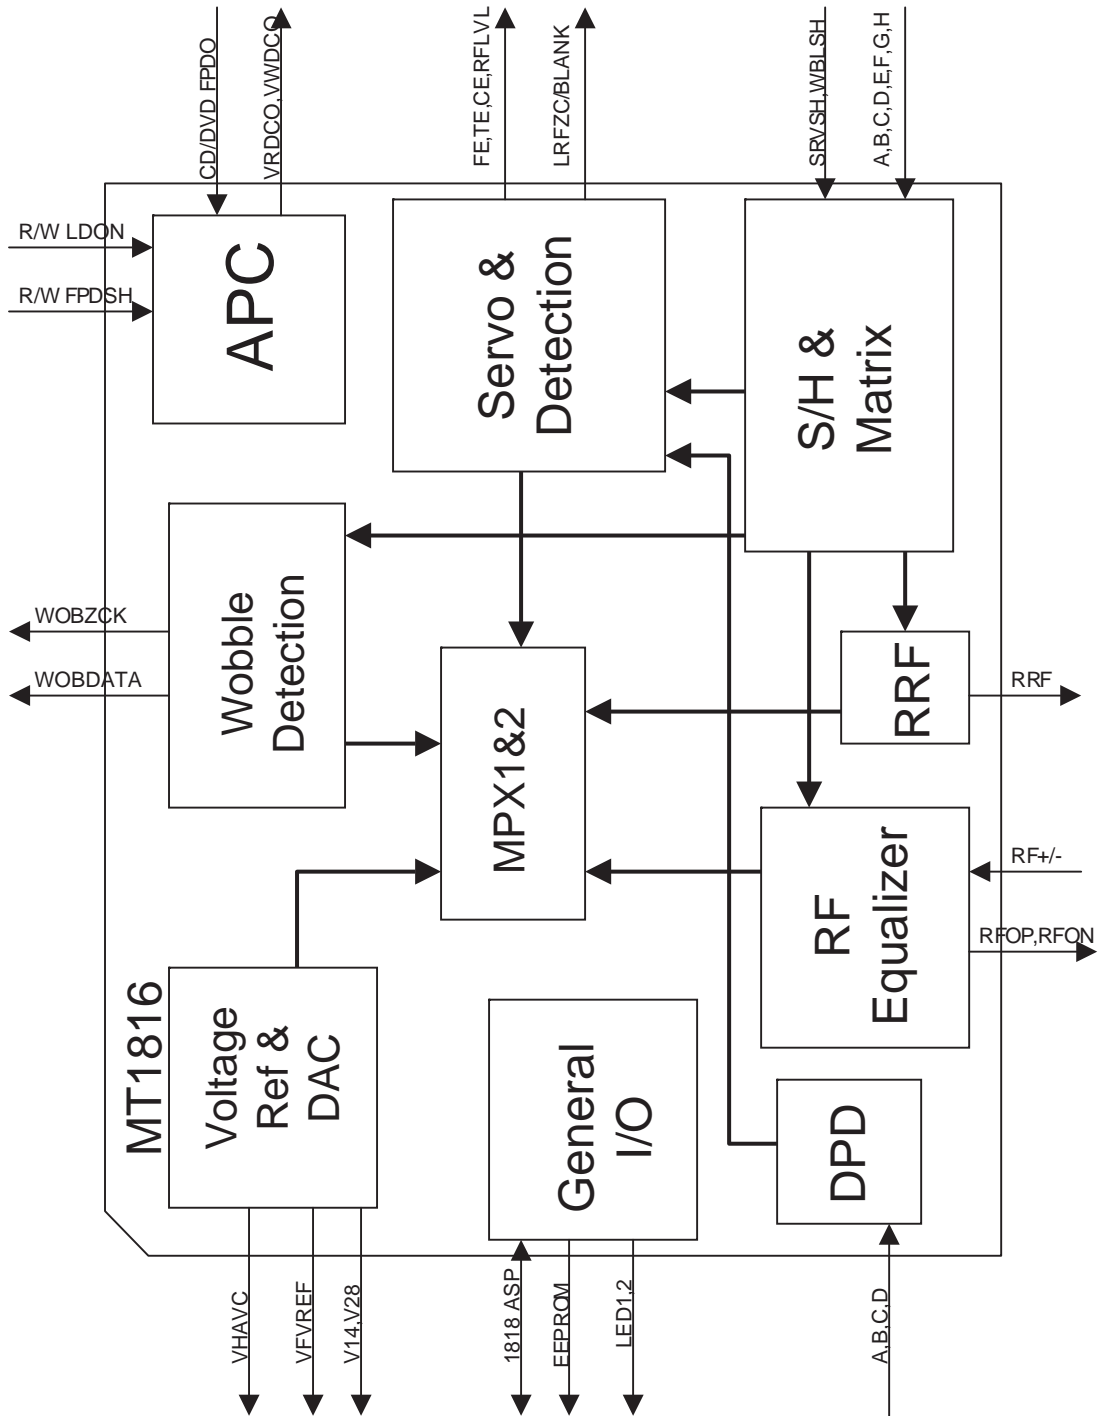 CD/DVD FPDO
VRDCO,VWDCO
FE,TE,CE,RFLVL
LRFZC/BLANK
SRVSH,WBLSH
A,B,C,D,E,F,G,H
R/W LDON
R/W FPDSH
APC
Servo &
Detection
S/H &
Matrix
WOBZCK
WOBDATA
Wobble
Detection
MPX1&2
RRF
RRF
RF
Equalizer
RF+/-
RFOP,RFON
MT1816
Voltage
Ref &
DAC
General
I/O
DPD
VHAVC
VFVREF
V14,V28
1818 ASP
EEPROM
LED1,2
A,B,C,D